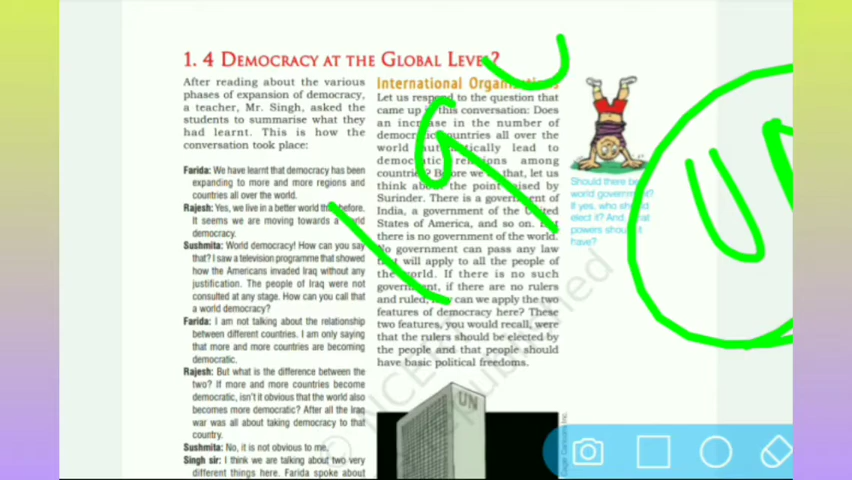 1. 4 DEMOCRACY AT THE GLOBAL LEVEL?
After reading about the various
phases of expansion of democracy,
a teacher, Mr. Singh, asked the
students to summarise what they
had learnt. This is how the
conversation took place:
Farida: We have learnt that democracy has been
expanding to more and more regions and
countries all over the world.
Rajesh: Yes, we live in a better world than before.
It seems we are moving towards a world
democracy.
Sushmita: World democracy! How can you say
that? I saw a television programme that showed
how the Americans invaded Iraq without any
justification. The people of Iraq were not
consulted at any stage. How can you call that
a world democracy?
Farida: I am not talking about the relationship
between different countries. I am only saying
that more and more countries are becoming
democratic.
Rajesh: But what is the difference between the
two? If more and more countries become
democratic, isn't it obvious that the world also
becomes more democratic? After all the Iraq
war was all about taking democracy to that
country.
Sushmita: No, it is not obvious to me.
Singh sir: I think we are talking about two very
different things here. Farida spoke about
International Organisations
Let us respond to the question that
came up in this conversation: Does
an increase in the number of
democratic countries all over the
world automatically lead to
democratic relations among
countries? Before we do that, let us
think about the point raised by
Surinder. There is a government of
India, a government of the United
States of America, and so on. But
there is no government of the world.
No government can pass any law
that will apply to all the people of
the world. If there is no such
government, if there are no rulers
and ruled, how can we apply the two
features of democracy here? These
two features, you would recall, were
that the rulers should be elected by
the people and that people should
have basic political freedoms.
UN
Should there be a
world government?
If yes, who should
elect it? And what
powers should it
have?